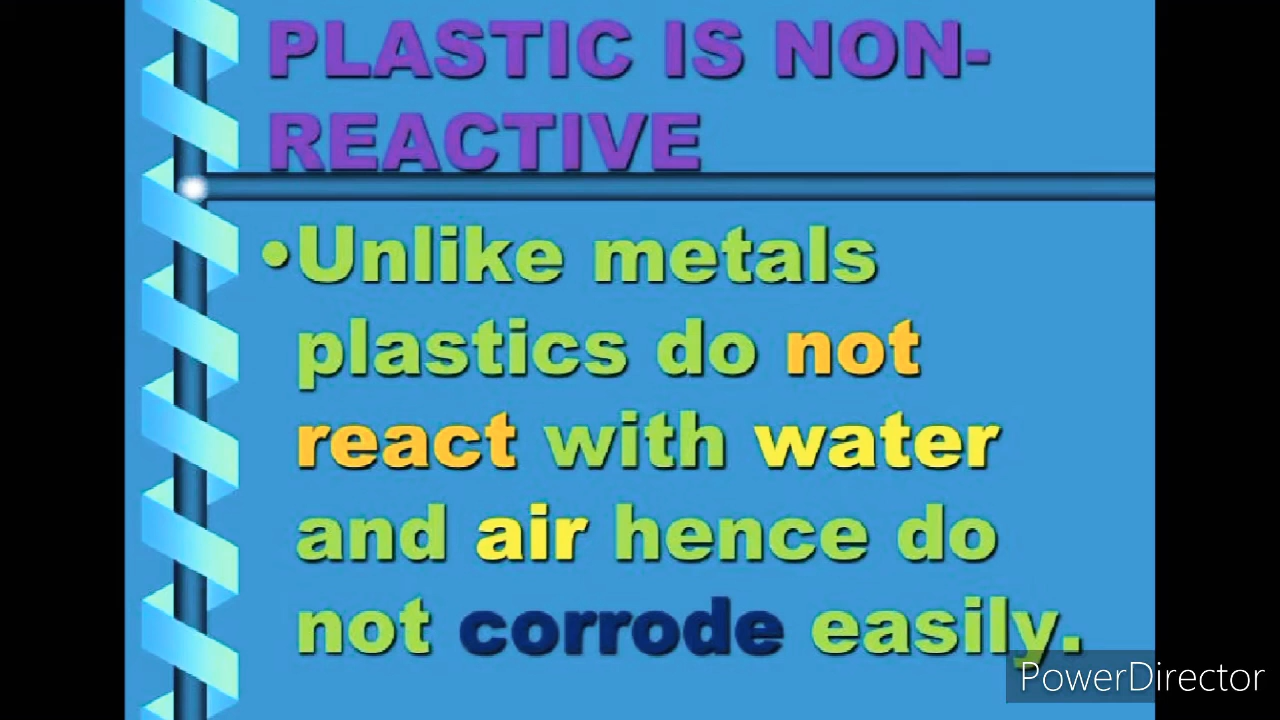 PLASTIC IS NON-
REACTIVE
•Unlike metals
plastics do not
react with water
and air hence do
not corrode easily.
PowerDirector